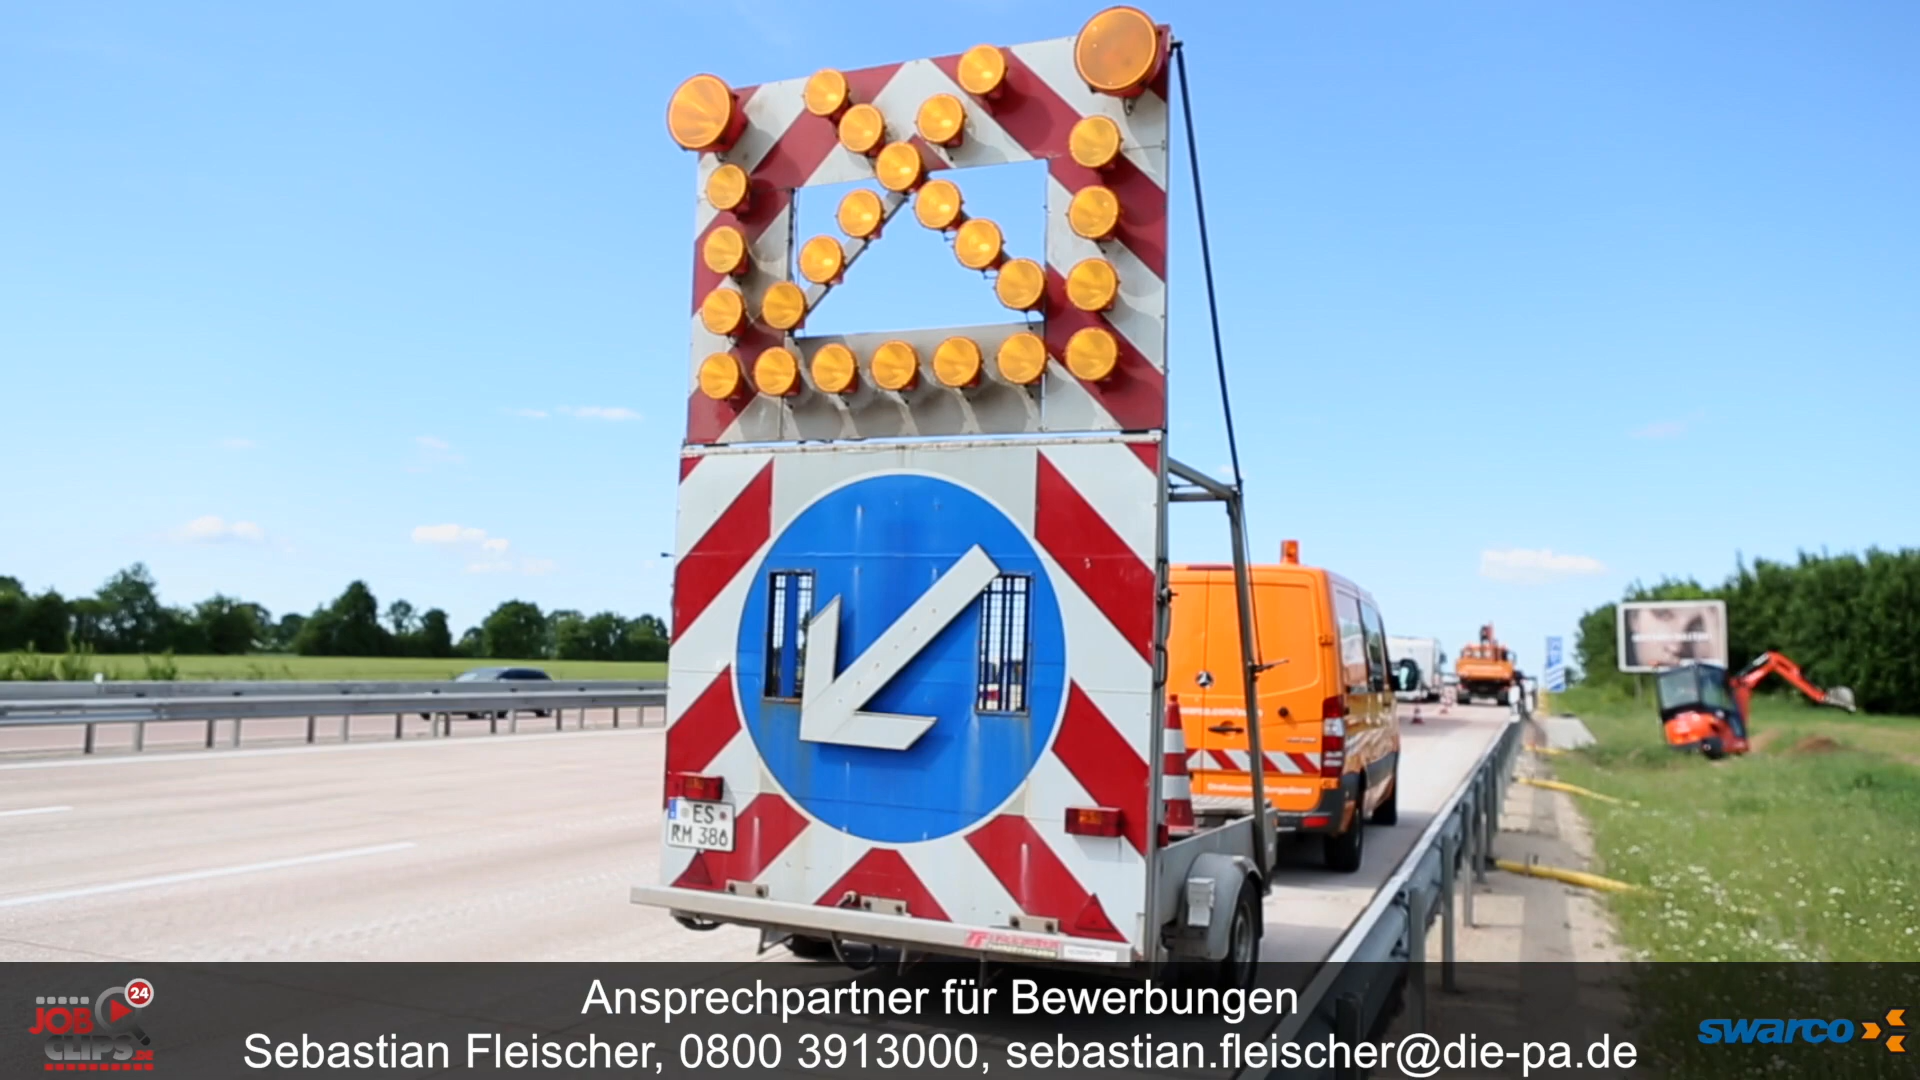 ES
RM 386
Ansprechpartner für Bewerbungen
Sebastian Fleischer, 0800 3913000, sebastian.fleischer@die-pa.de
24
JOB
CLIPS.DE
swarco